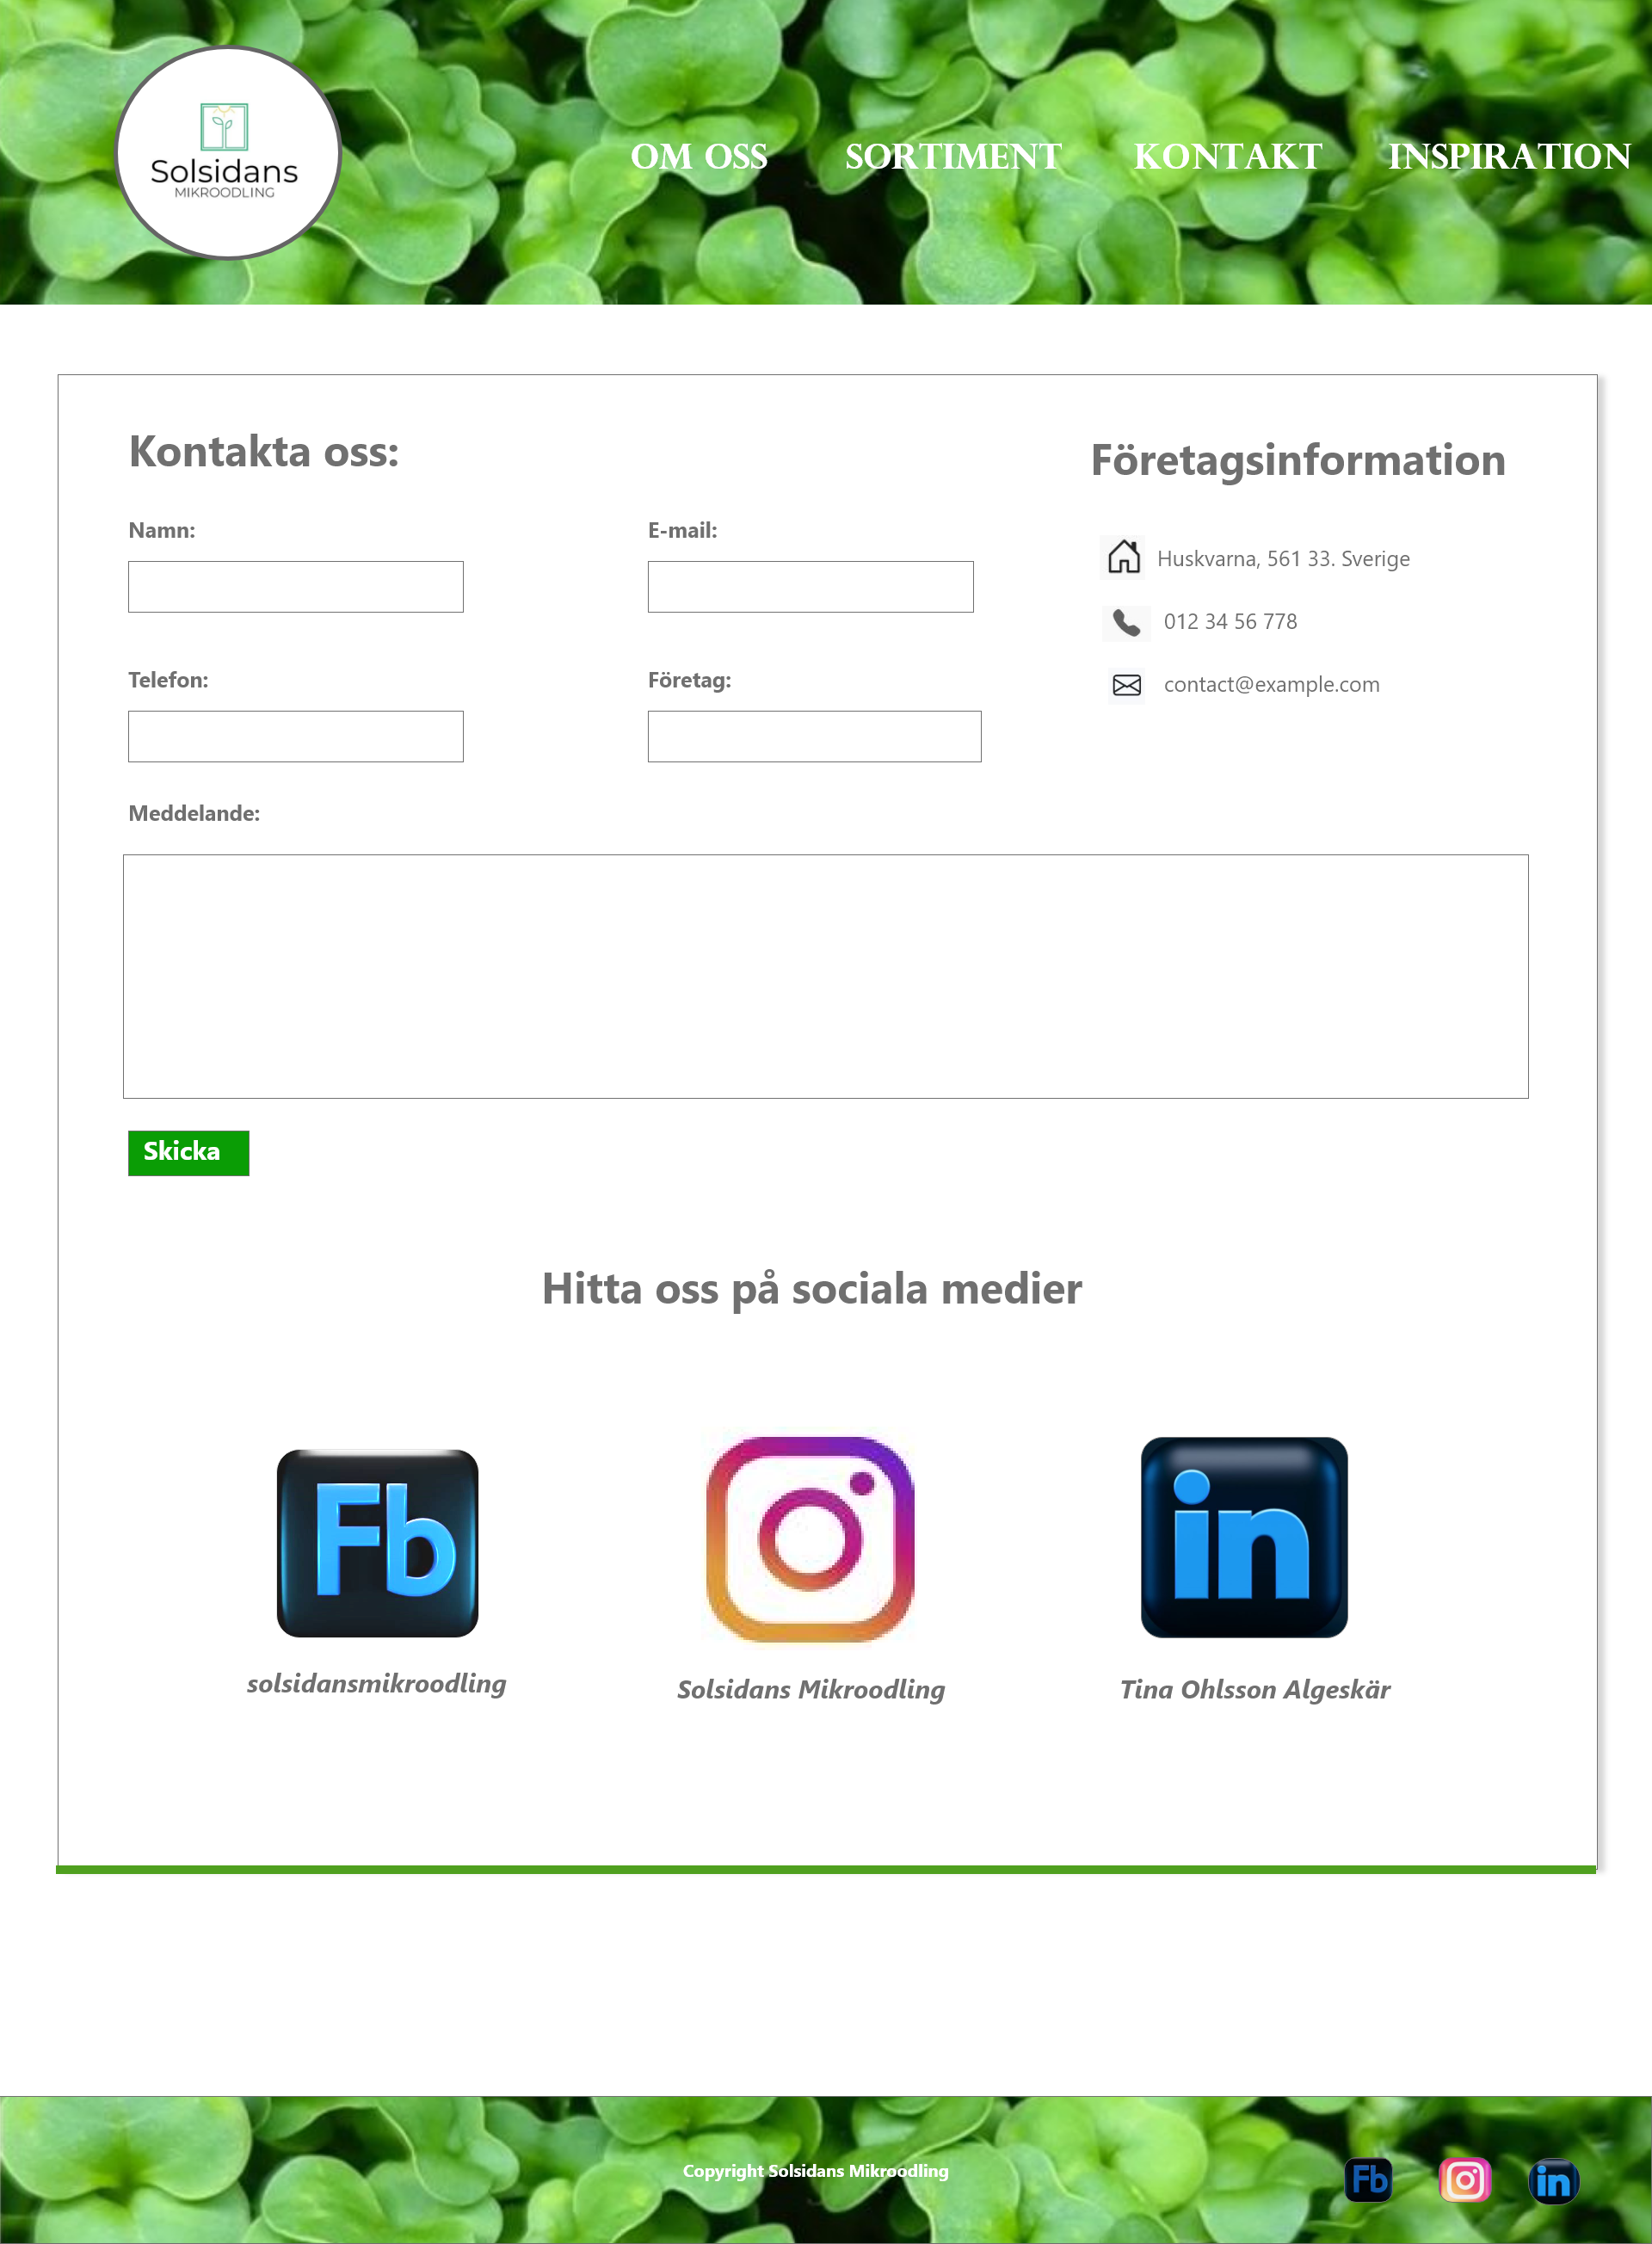 Solsidans
MIKROODLING
OM OSS
SORTIMENT
KONTAKT
INSPIRATION
Kontakta oss:
Företagsinformation
Namn:
E-mail:
Huskvarna, 561 33. Sverige
012 34 56 778
Telefon:
Företag:
contact@example.com
Meddelande:
Skicka
Hitta oss på sociala medier
Fb
in
solsidansmikroodling
Solsidans Mikroodling
Tina Ohlsson Algeskär
Copyright Solsidans Mikroodling
Fb
in